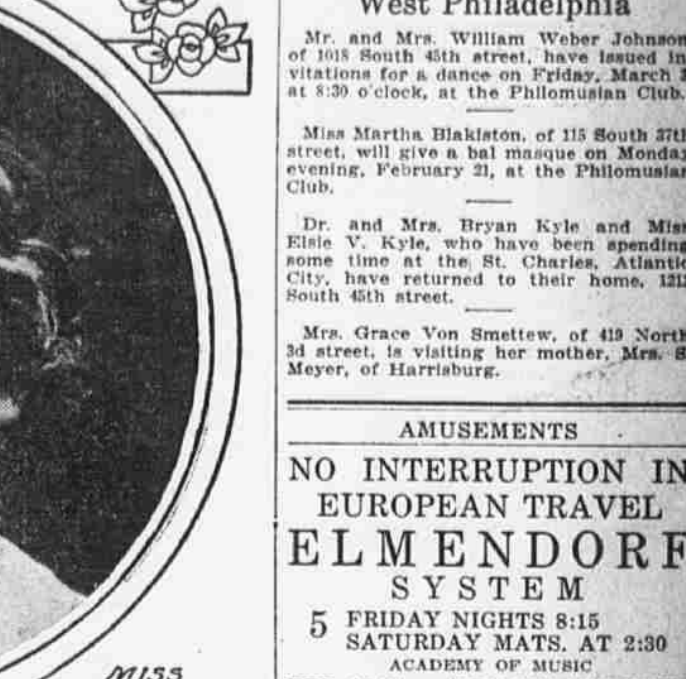 West Philadelphia
Mr. and Mrs. William Weber Johnson
of 1018 South 45th street, have issued in
vitations for a dance on Friday, March 3
at 8:30 o'clock, at the Philomusian Club.
Miss Martha Blakiston, of 115 South 37th
street, will give a bal masque on Monday
evening, February 21, at the Philomusian
Club.
Dr. and Mrs. Bryan Kyle and Miss
Elsie V. Kyle, who have been spending
some time at the St. Charles, Atlantic
City, have returned to their home, 1212
South 45th street.
Mrs. Grace Von Smettew, of 419 North
3d street, is visiting her mother, Mrs. S
Meyer, of Harrisburg.
AMUSEMENTS
NO INTERRUPTION IN
EUROPEAN TRAVEL
ELMENDORF
SYSTEM
5 FRIDAY NIGHTS 8:15
SATURDAY MATS. AT 2:30
ACADEMY OF MUSIC
MISS